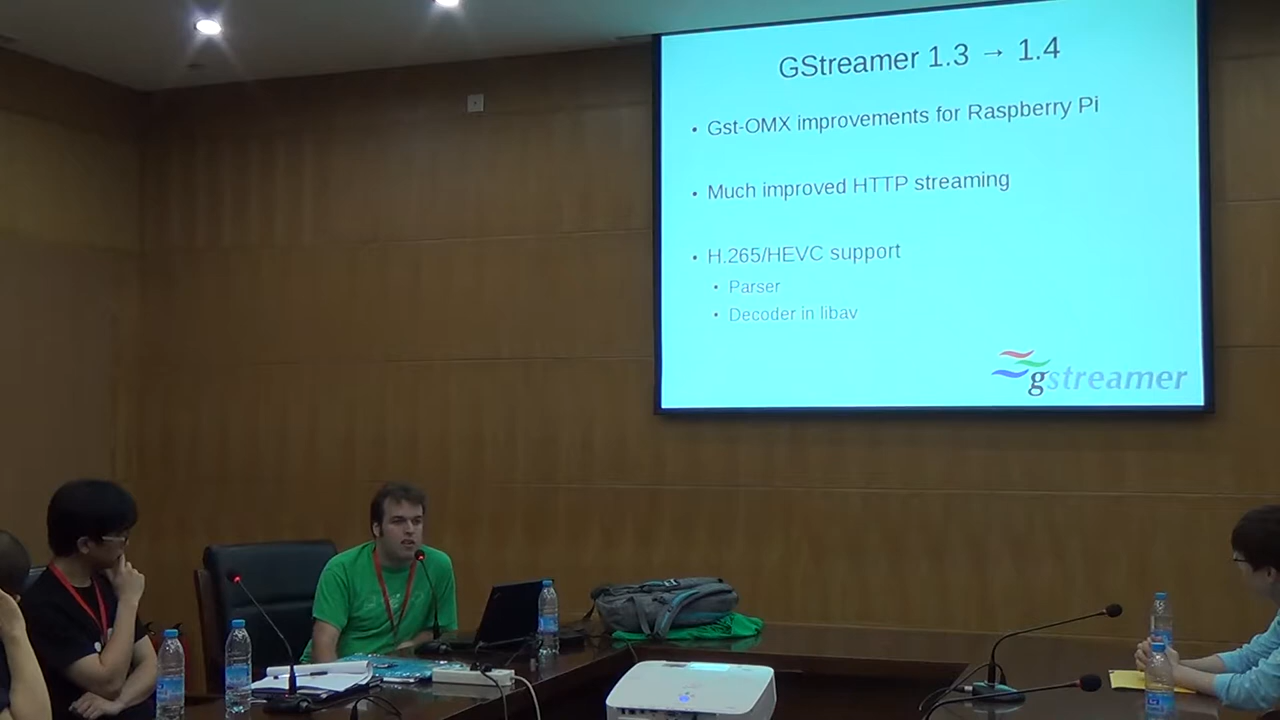 GStreamer 1.3 → 1.4
• Gst-OMX improvements for Raspberry Pi
• Much improved HTTP streaming
• H.265/HEVC support
• Parser
• Decoder in libav
gstreamer